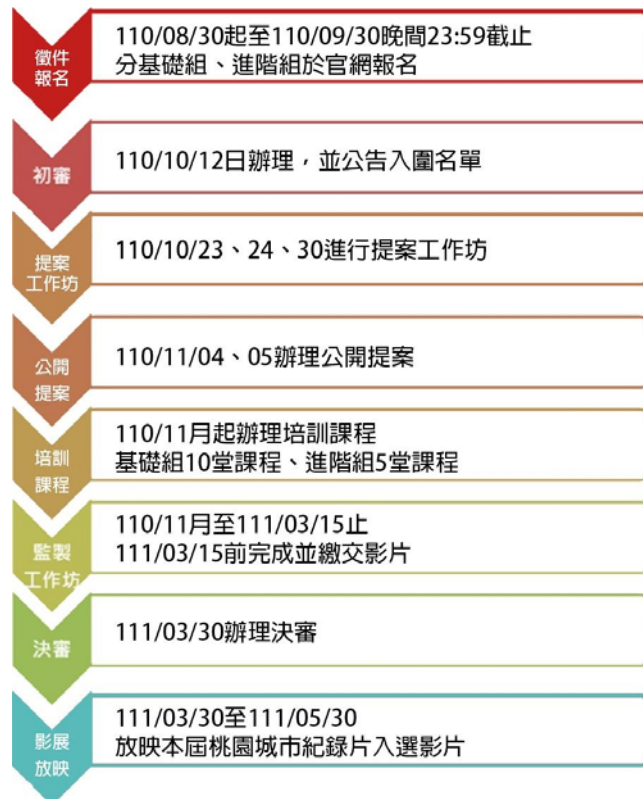 徵件
報名
110/08/30起至110/09/30晚間23:59截止
分基礎組、進階組於官網報名
初審
110/10/12日辦理，並公告入圍名單
提案
工作坊
110/10/23、24、30進行提案工作坊
公開
提案
110/11/04、05辦理公開提案
培訓
課程
110/11月起辦理培訓課程
基礎組10堂課程、進階組5堂課程
監製
工作坊
110/11月至111/03/15止
111/03/15前完成並繳交影片
決審
111/03/30辦理決審
影展
放映
111/03/30至111/05/30
放映本屆桃園城市紀錄片入選影片